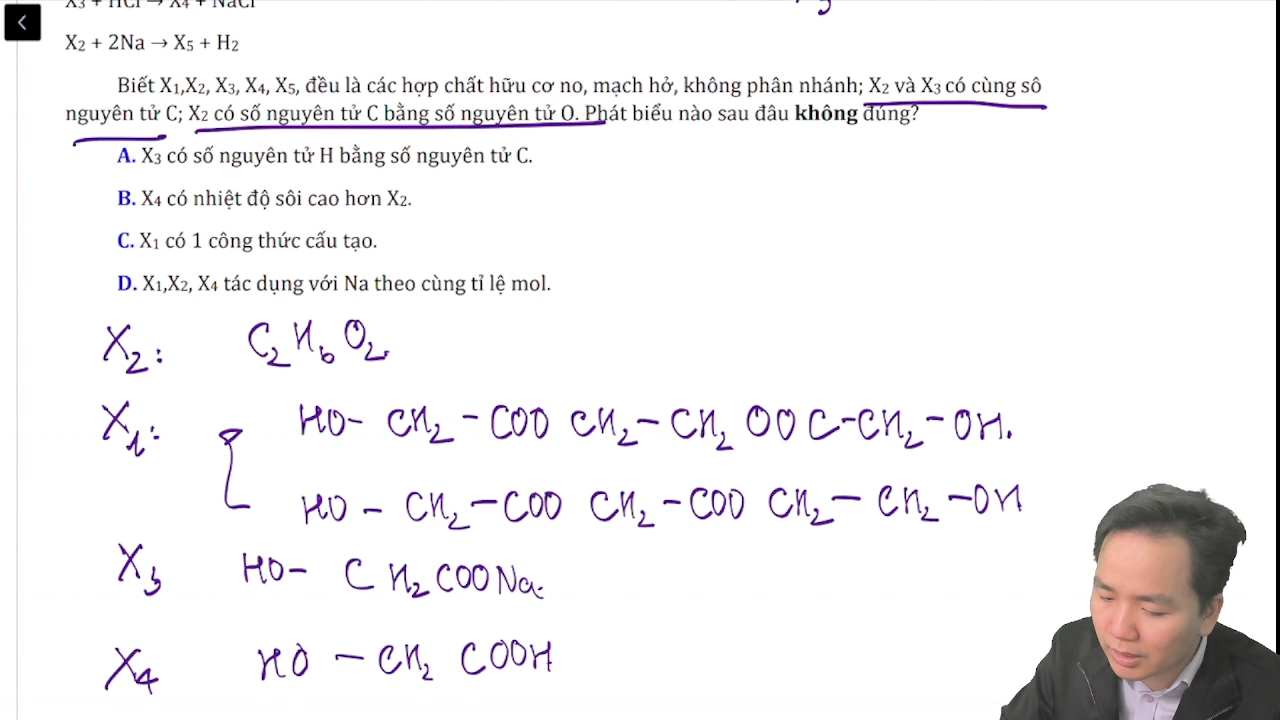 X₃ + HCl → X₄ + NaCl
X₂ + 2Na → X₅ + H₂
Biết X₁,X₂, X₃, X₄, X₅, đều là các hợp chất hữu cơ no, mạch hở, không phân nhánh; X₂ và X₃ có cùng số
nguyên tử C; X₂ có số nguyên tử C bằng số nguyên tử O. Phát biểu nào sau đâu không đúng?
A. X₃ có số nguyên tử H bằng số nguyên tử C.
B. X₄ có nhiệt độ sôi cao hơn X₂.
C. X₁ có 1 công thức cấu tạo.
D. X₁,X₂, X₄ tác dụng với Na theo cùng tỉ lệ mol.
X₂: C₂H₆O₂.
X₁: HO- CH₂ - COO CH₂ - CH₂ OO C-CH₂ - OH.
HO - CH₂ - COO CH₂ - COO CH₂ - CH₂ - OH
X₃ HO- CH₂COONa.
X₄ HO - CH₂ COOH